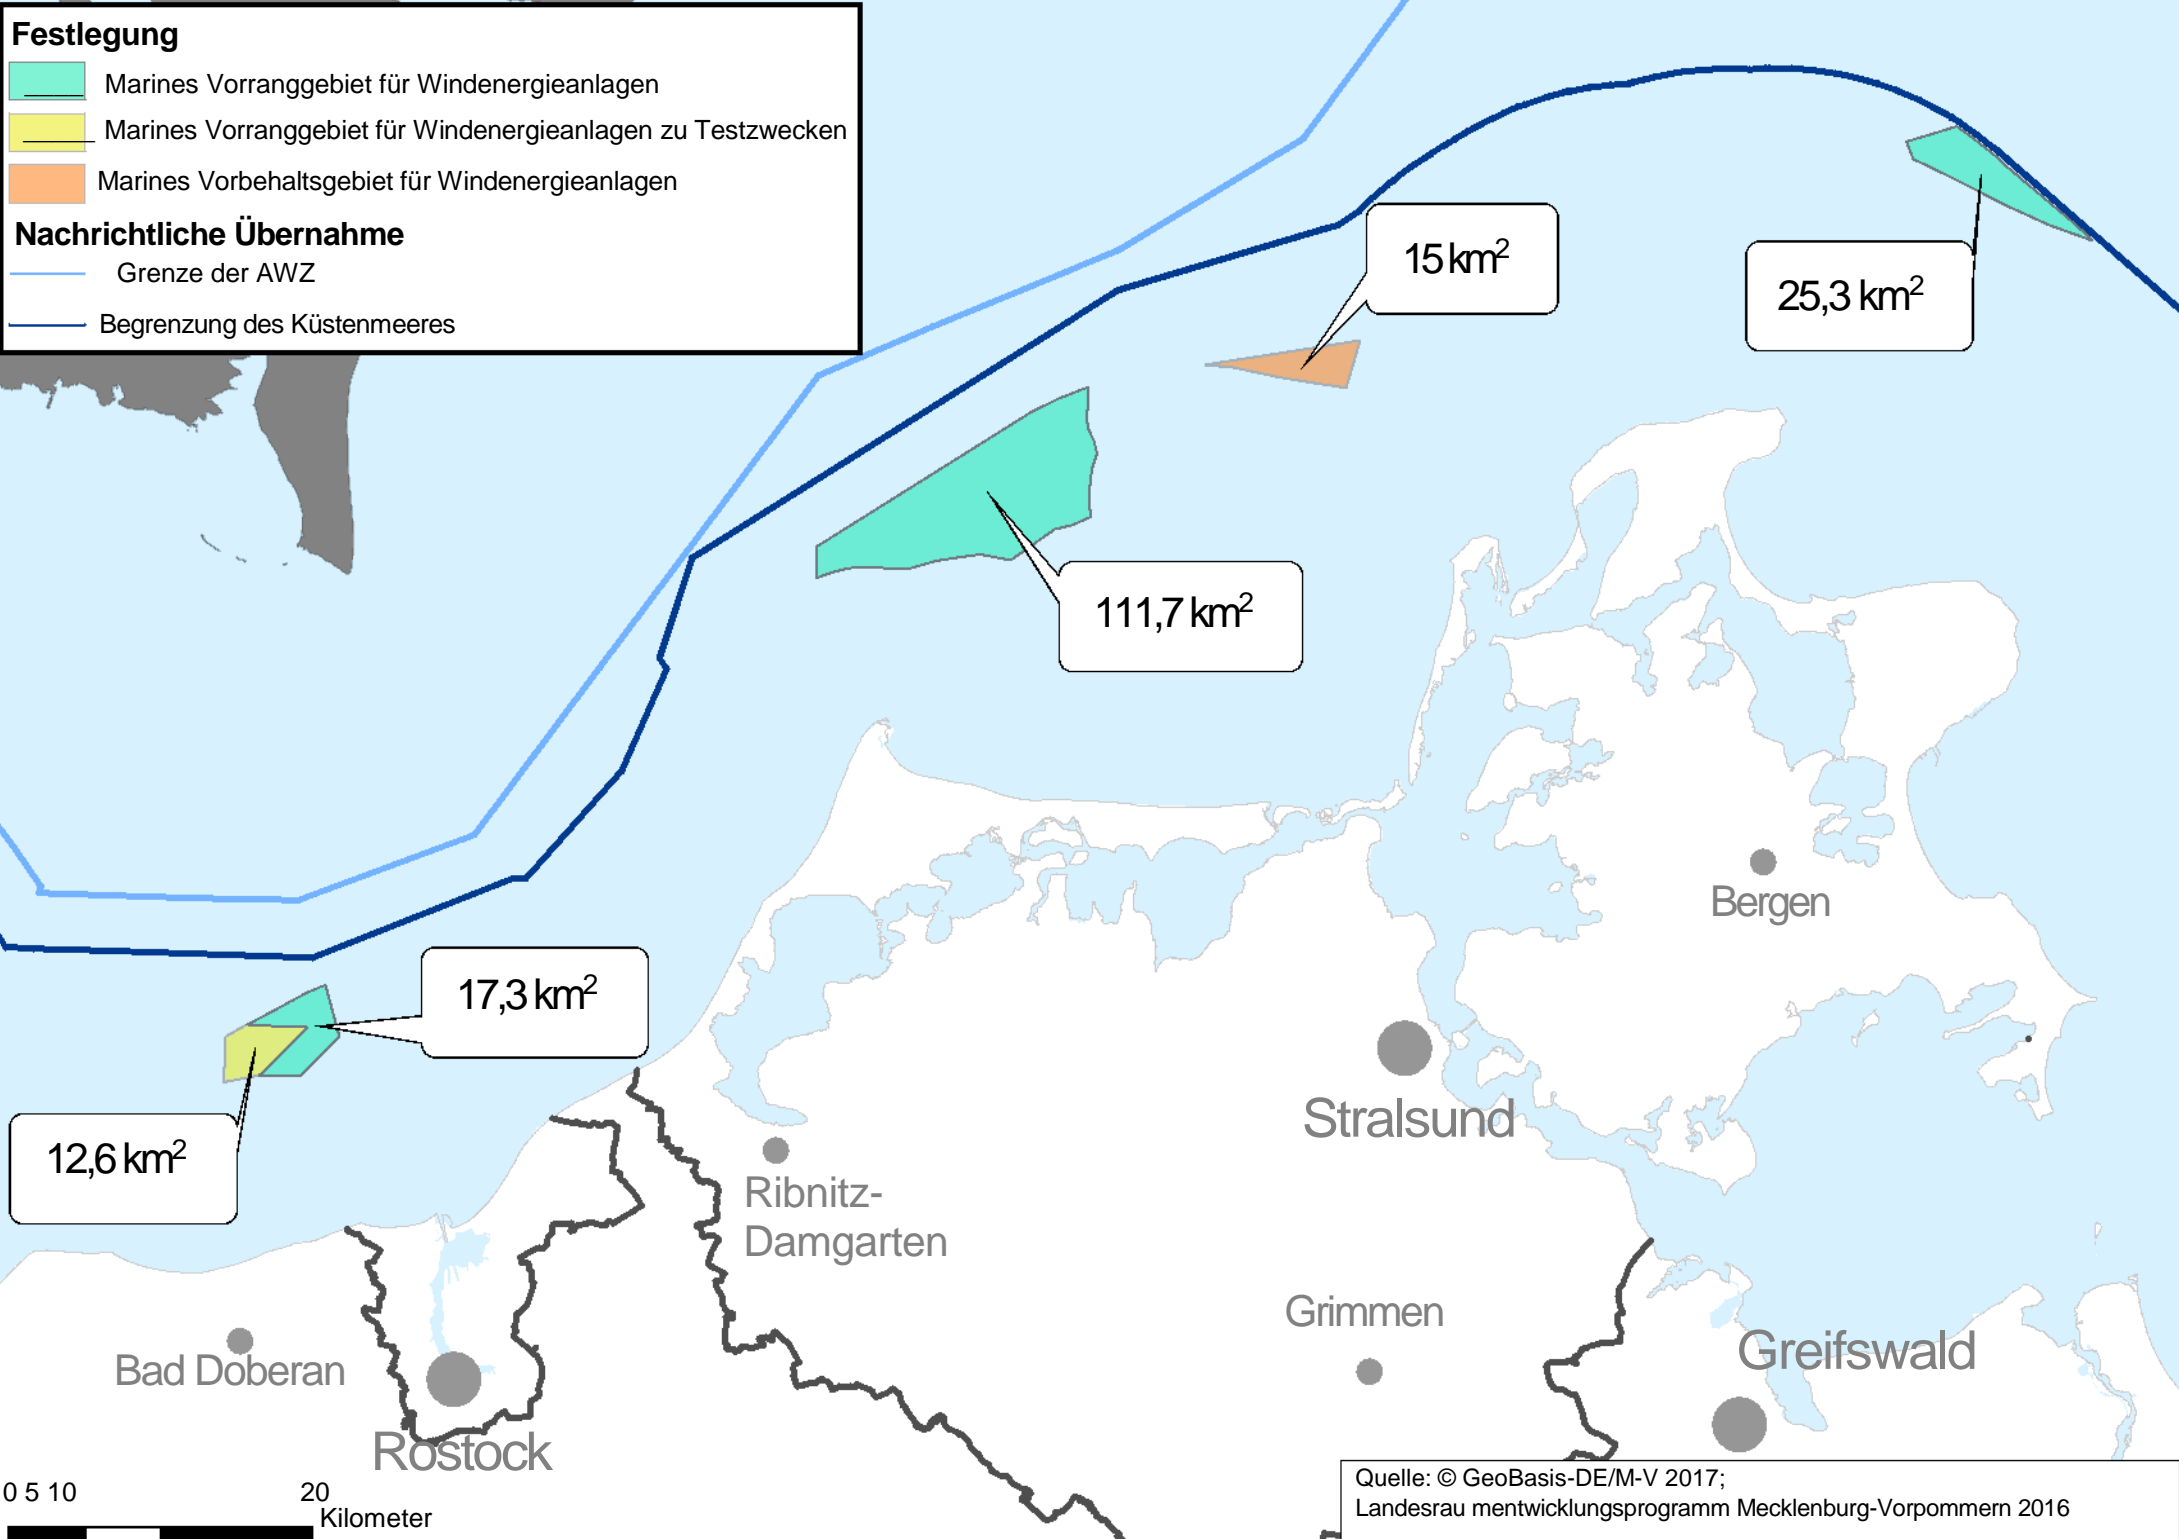 Festlegung
Marines Vorranggebiet für Windenergieanlagen
Marines Vorranggebiet für Windenergieanlagen zu Testzwecken
Marines Vorbehaltsgebiet für Windenergieanlagen
Nachrichtliche Übernahme
Grenze der AWZ
Begrenzung des Küstenmeeres
15 km²
25,3 km²
111,7 km²
17,3 km²
12,6 km²
Bergen
Stralsund
Ribnitz-
Damgarten
Grimmen
Greifswald
Bad Doberan
Rostock
0 5 10 20
Kilometer
Quelle: © GeoBasis-DE/M-V 2017;
Landesrau mentwicklungsprogramm Mecklenburg-Vorpommern 2016